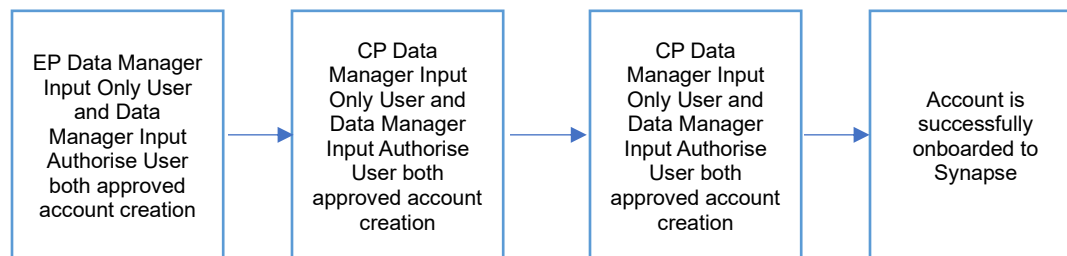 EP Data Manager
Input Only User
and Data
Manager Input
Authorise User
both approved
account creation
CP Data
Manager Input
Only User and
Data Manager
Input Authorise
User both
approved account
creation
CP Data
Manager Input
Only User and
Data Manager
Input Authorise
User both
approved account
creation
Account is
successfully
onboarded to
Synapse